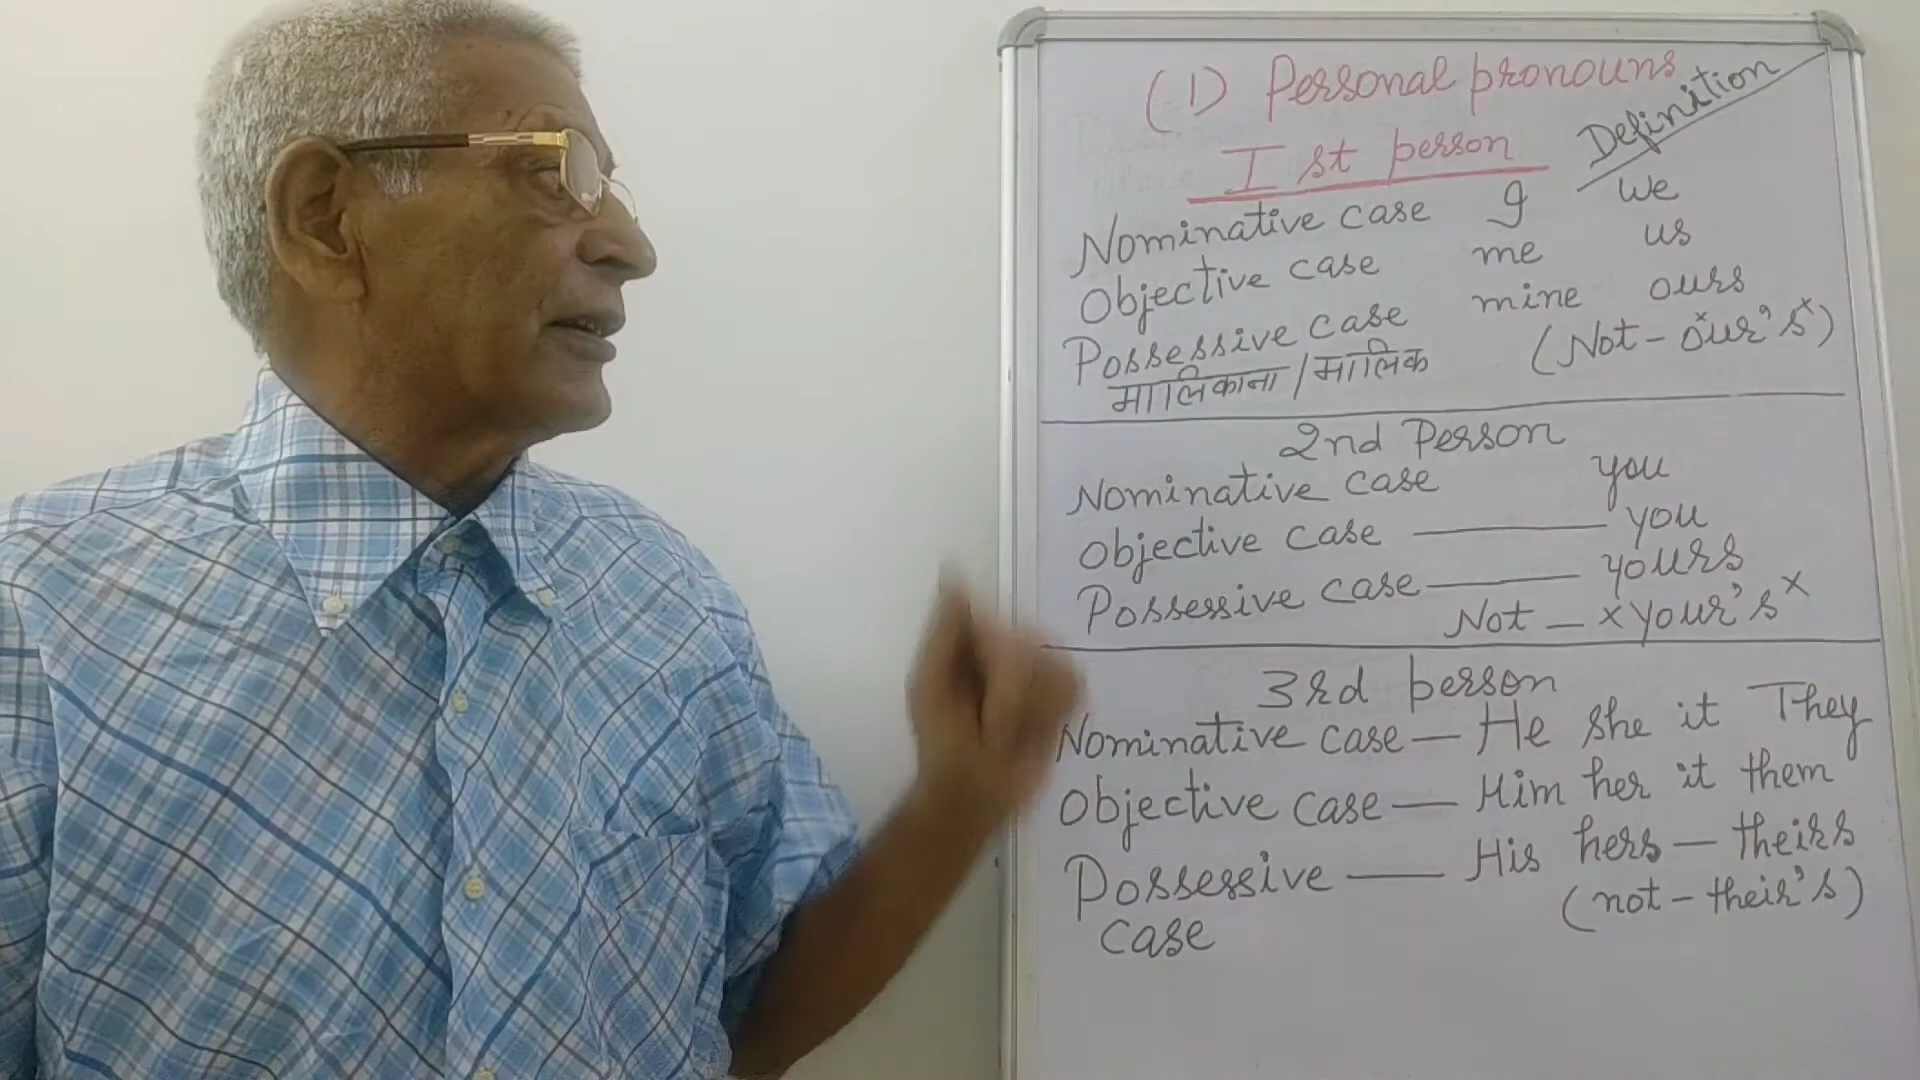 (1) Personal pronouns
Definition
Ist person
Nominative case I we
Objective case me us
Possessive case mine ours
मालिकाना / मालिक (Not - our's)
2nd Person
Nominative case you
Objective case — you
Possessive case — yours
Not — x your's x
3rd person
Nominative case — He she it They
Objective case — Him her it them
Possessive — His hers — theirs
case (not - their's)